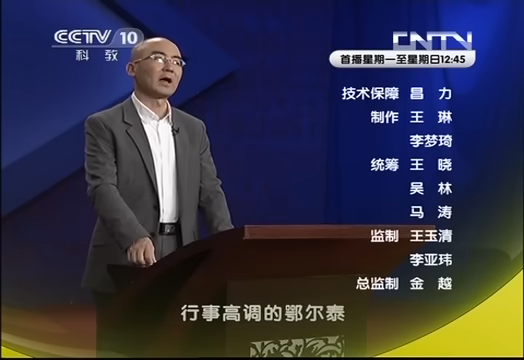 CCTV 10
科教
CNTV
首播星期一至星期日12:45
技术保障 昌 力
制作 王 琳
李梦琦
统筹 王 晓
吴 林
马 涛
监制 王玉清
李亚玮
总监制 金 越
行事高调的鄂尔泰